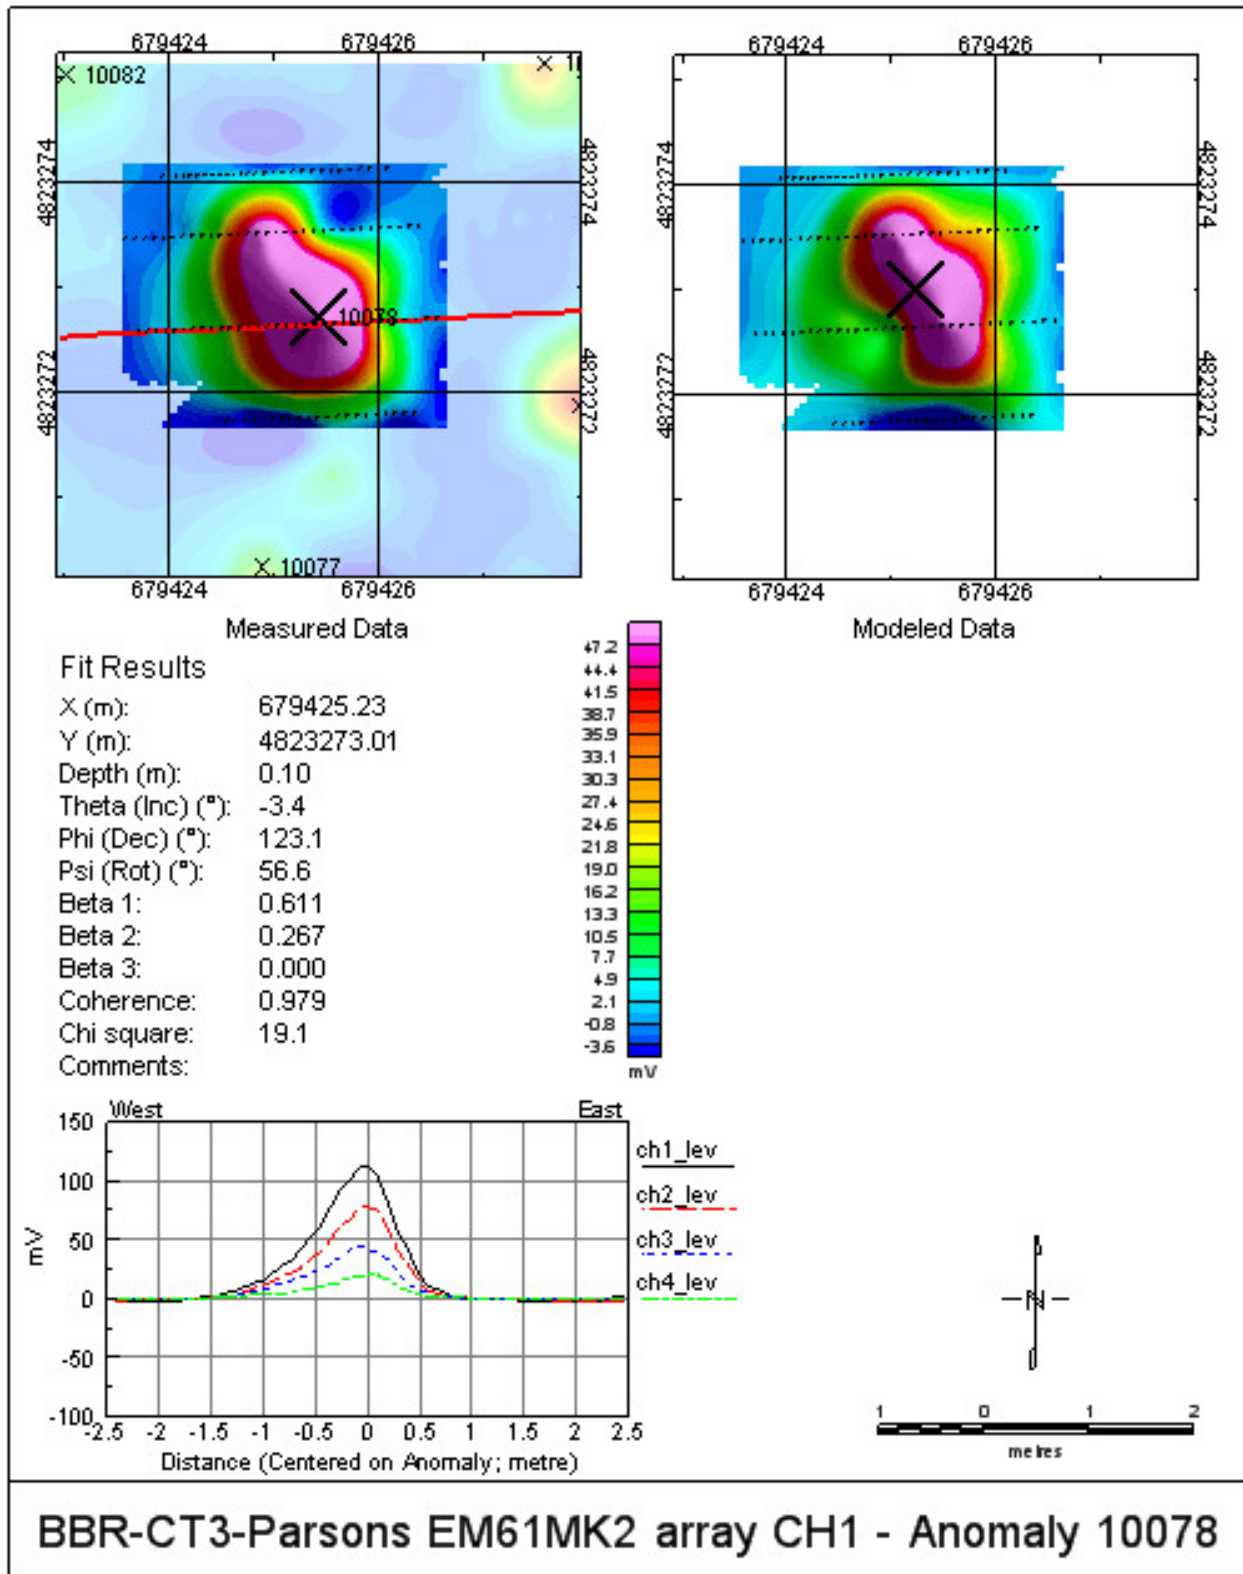 679424 679426 679424 679426
10082
4823274 4823274 4823274 4823274
10078
4823272 4823272 4823272 4823272
10077
679424 679426 679424 679426
Measured Data Modeled Data
Fit Results
X (m): 679425.23
Y (m): 4823273.01
Depth (m): 0.10
Theta (Inc) (°): -3.4
Phi (Dec) (°): 123.1
Psi (Rot) (°): 56.6
Beta 1: 0.611
Beta 2: 0.267
Beta 3: 0.000
Coherence: 0.979
Chi square: 19.1
Comments:
47.2
44.4
41.5
38.7
35.9
33.1
30.3
27.4
24.6
21.8
19.0
16.2
13.3
10.5
7.7
4.9
2.1
-0.8
-3.6
mV
West East
150
100
50
0
-50
-100
mV
-2.5 -2 -1.5 -1 -0.5 0 0.5 1 1.5 2 2.5
Distance (Centered on Anomaly; metre)
ch1_lev
ch2_lev
ch3_lev
ch4_lev
N
1 0 1 2
metres
BBR-CT3-Parsons EM61MK2 array CH1 - Anomaly 10078